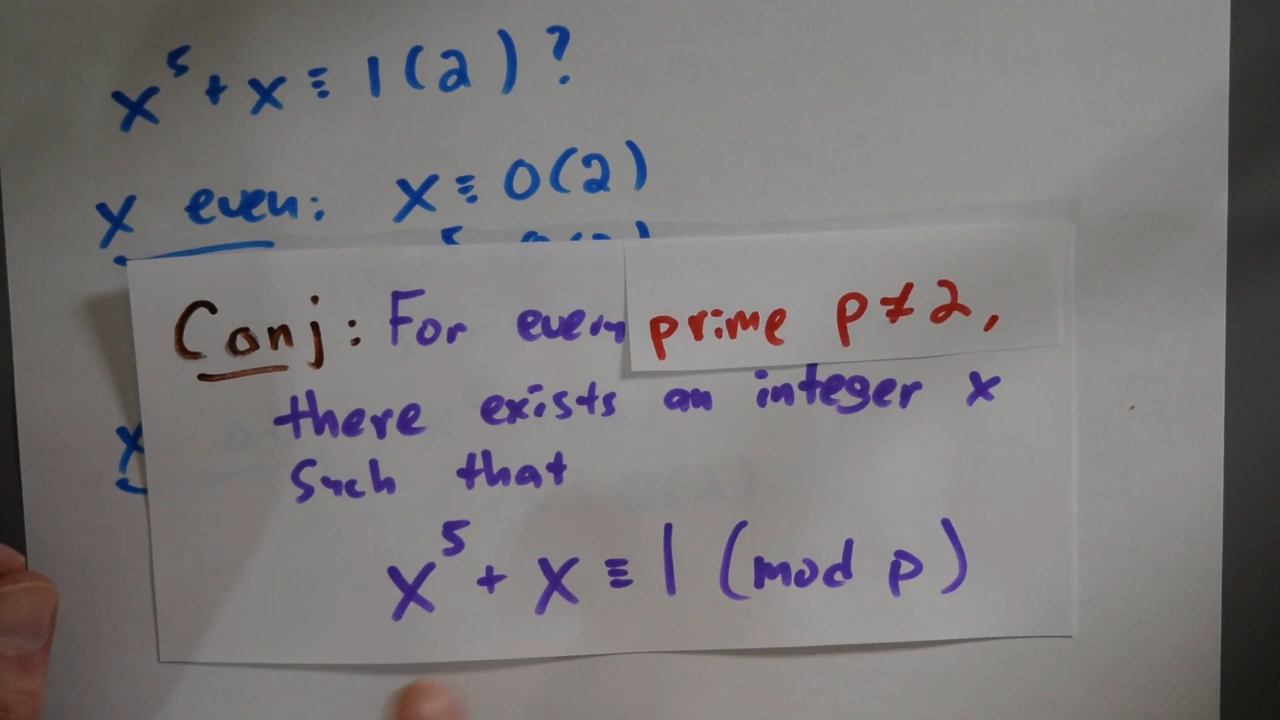 x⁵ + x ≡ 1 (2) ?
x even: x ≡ 0 (2)
Conj: For every prime p ≠ 2,
there exists an integer x
such that
x⁵ + x ≡ 1 (mod p)